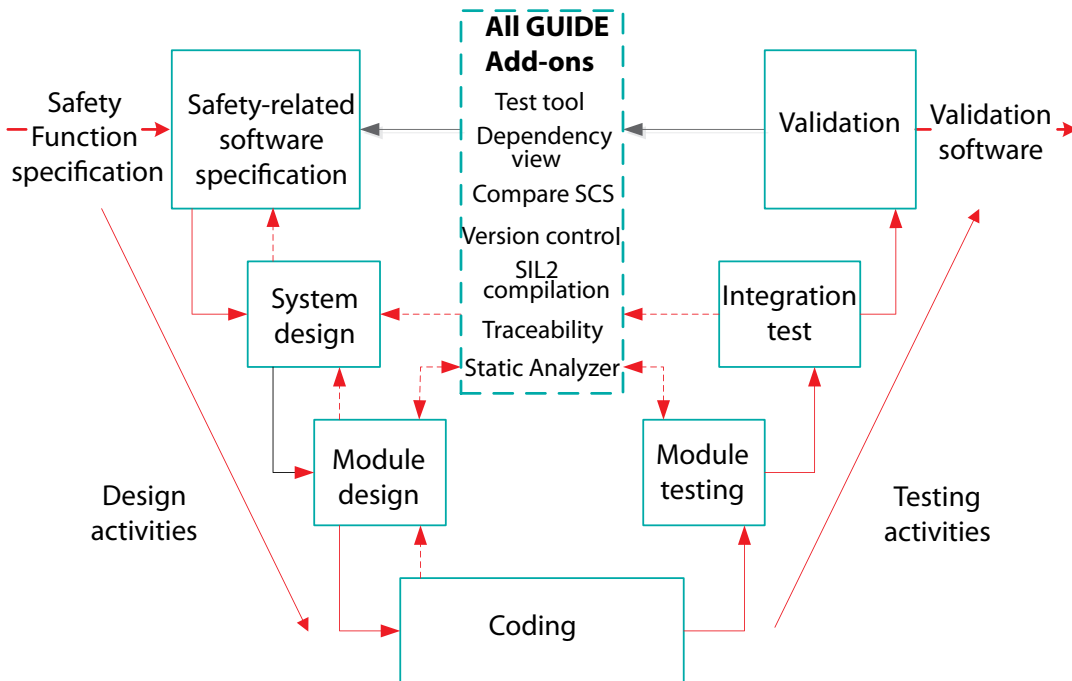 Safety
Function
specification
Safety-related
software
specification
All GUIDE
Add-ons
Test tool
Dependency
view
Compare SCS
Version control
SIL2
compilation
Traceability
Static Analyzer
Validation
Validation
software
System
design
Integration
test
Module
design
Module
testing
Design
activities
Testing
activities
Coding